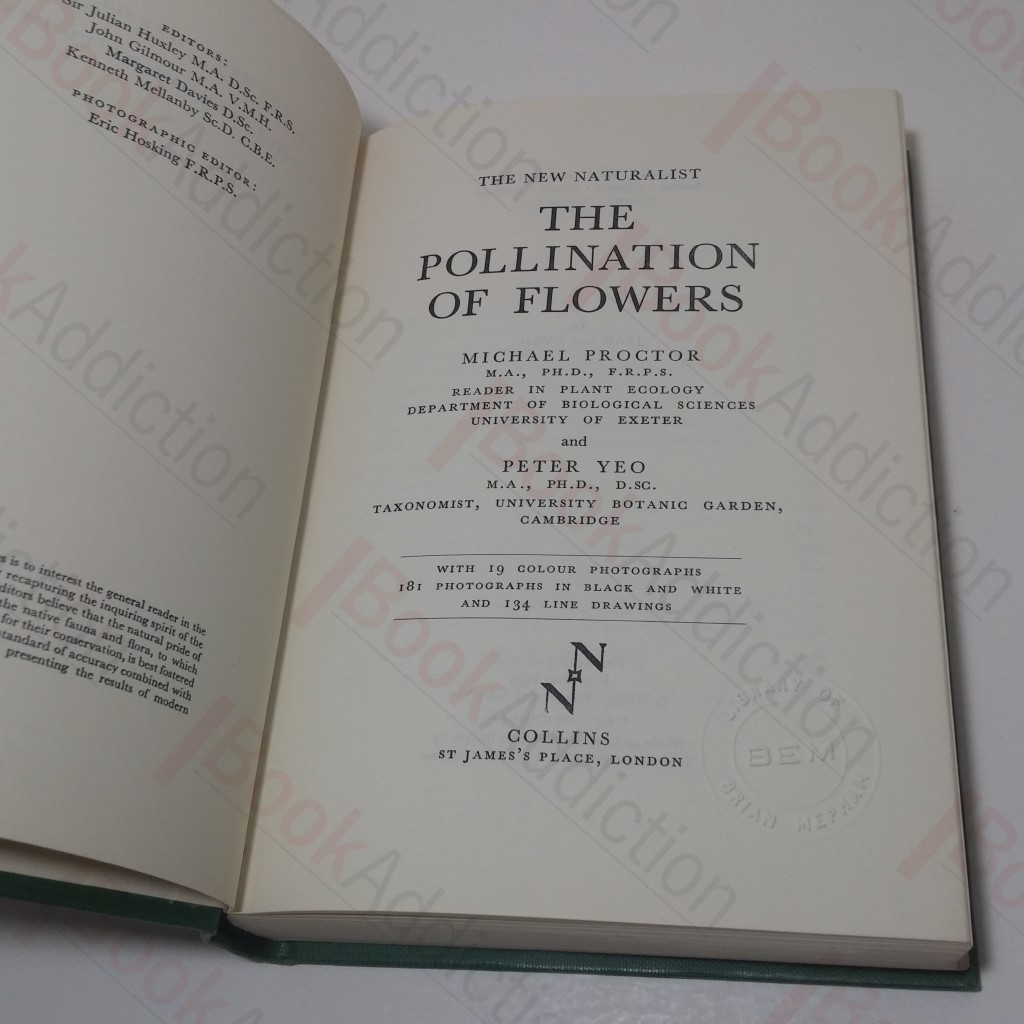 EDITORS:
Sir Julian Huxley M.A. D.Sc. F.R.S.
John Gilmour M.A. V.M.H.
Margaret Davies D.Sc.
Kenneth Mellanby Sc.D. C.B.E.
PHOTOGRAPHIC EDITOR:
Eric Hosking F.R.P.S.
is to interest the general reader in the
recapturing the inquiring spirit of the
ditors believe that the natural pride of
the native fauna and flora, to which
for their conservation, is best fostered
standard of accuracy combined with
presenting the results of modern
THE NEW NATURALIST
THE
POLLINATION
OF FLOWERS
MICHAEL PROCTOR
M.A., PH.D., F.R.P.S.
READER IN PLANT ECOLOGY
DEPARTMENT OF BIOLOGICAL SCIENCES
UNIVERSITY OF EXETER
and
PETER YEO
M.A., PH.D., D.SC.
TAXONOMIST, UNIVERSITY BOTANIC GARDEN,
CAMBRIDGE
WITH 19 COLOUR PHOTOGRAPHS
181 PHOTOGRAPHS IN BLACK AND WHITE
AND 134 LINE DRAWINGS
N
N
COLLINS
ST JAMES'S PLACE, LONDON
LIBRARY OF
BEM
BRIAN
BookAddiction